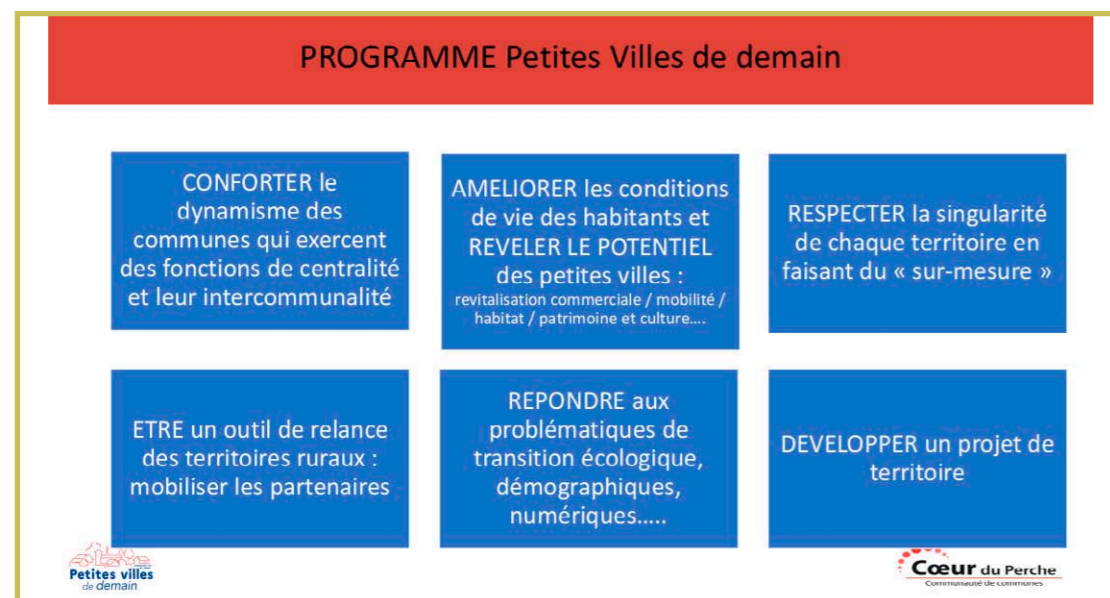 PROGRAMME Petites Villes de demain
CONFORTER le
dynamisme des
communes qui exercent
des fonctions de centralité
et leur intercommunalité
AMELIORER les conditions
de vie des habitants et
REVELER LE POTENTIEL
des petites villes :
revitalisation commerciale / mobilité /
habitat / patrimoine et culture....
RESPECTER la singularité
de chaque territoire en
faisant du « sur-mesure »
ETRE un outil de relance
des territoires ruraux :
mobiliser les partenaires
REPONDRE aux
problématiques de
transition écologique,
démographiques,
numériques.....
DEVELOPPER un projet de
territoire
Petites villes
de demain
Cœur du Perche
Communauté de communes